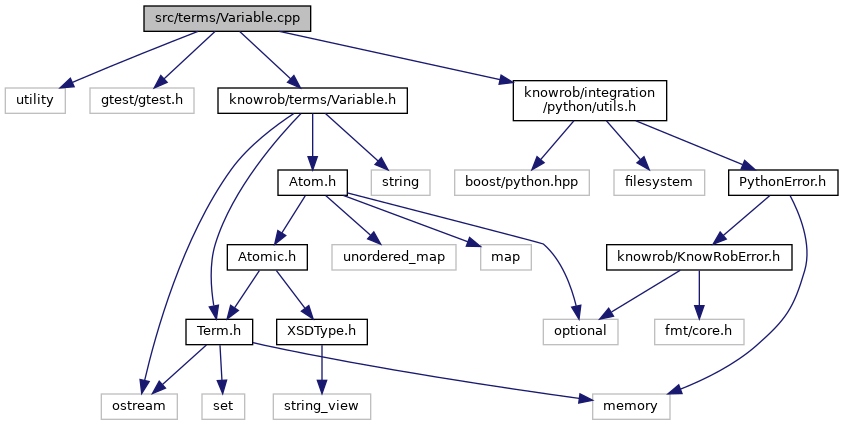 src/terms/Variable.cpp
utility
gtest/gtest.h
knowrob/terms/Variable.h
knowrob/integration
/python/utils.h
Atom.h
string
boost/python.hpp
filesystem
PythonError.h
Atomic.h
unordered_map
map
knowrob/KnowRobError.h
Term.h
XSDType.h
optional
fmt/core.h
ostream
set
string_view
memory